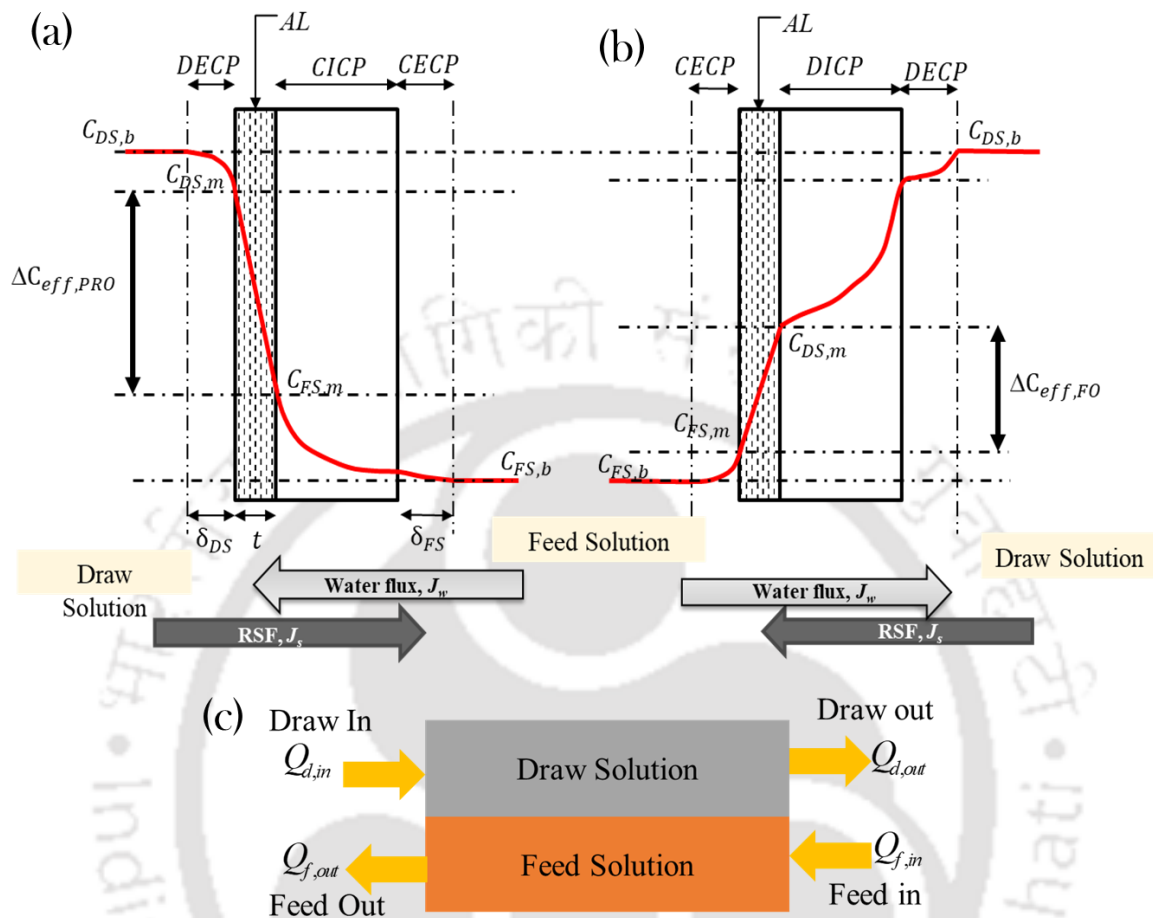 (a)
AL
DECP
CICP
CECP
C_{DS,b}
C_{DS,m}
ΔC_{eff,PRO}
C_{FS,m}
C_{FS,b}
δ_{DS}
t
δ_{FS}
Draw
Solution
Feed Solution
Water flux, J_w
RSF, J_s
(b)
AL
CECP
DICP
DECP
C_{DS,b}
C_{DS,m}
ΔC_{eff,FO}
C_{FS,m}
C_{FS,b}
Draw Solution
Water flux, J_w
RSF, J_s
(c)
Draw In
Q_{d,in}
Draw Solution
Draw out
Q_{d,out}
Q_{f,out}
Feed Out
Feed Solution
Q_{f,in}
Feed in